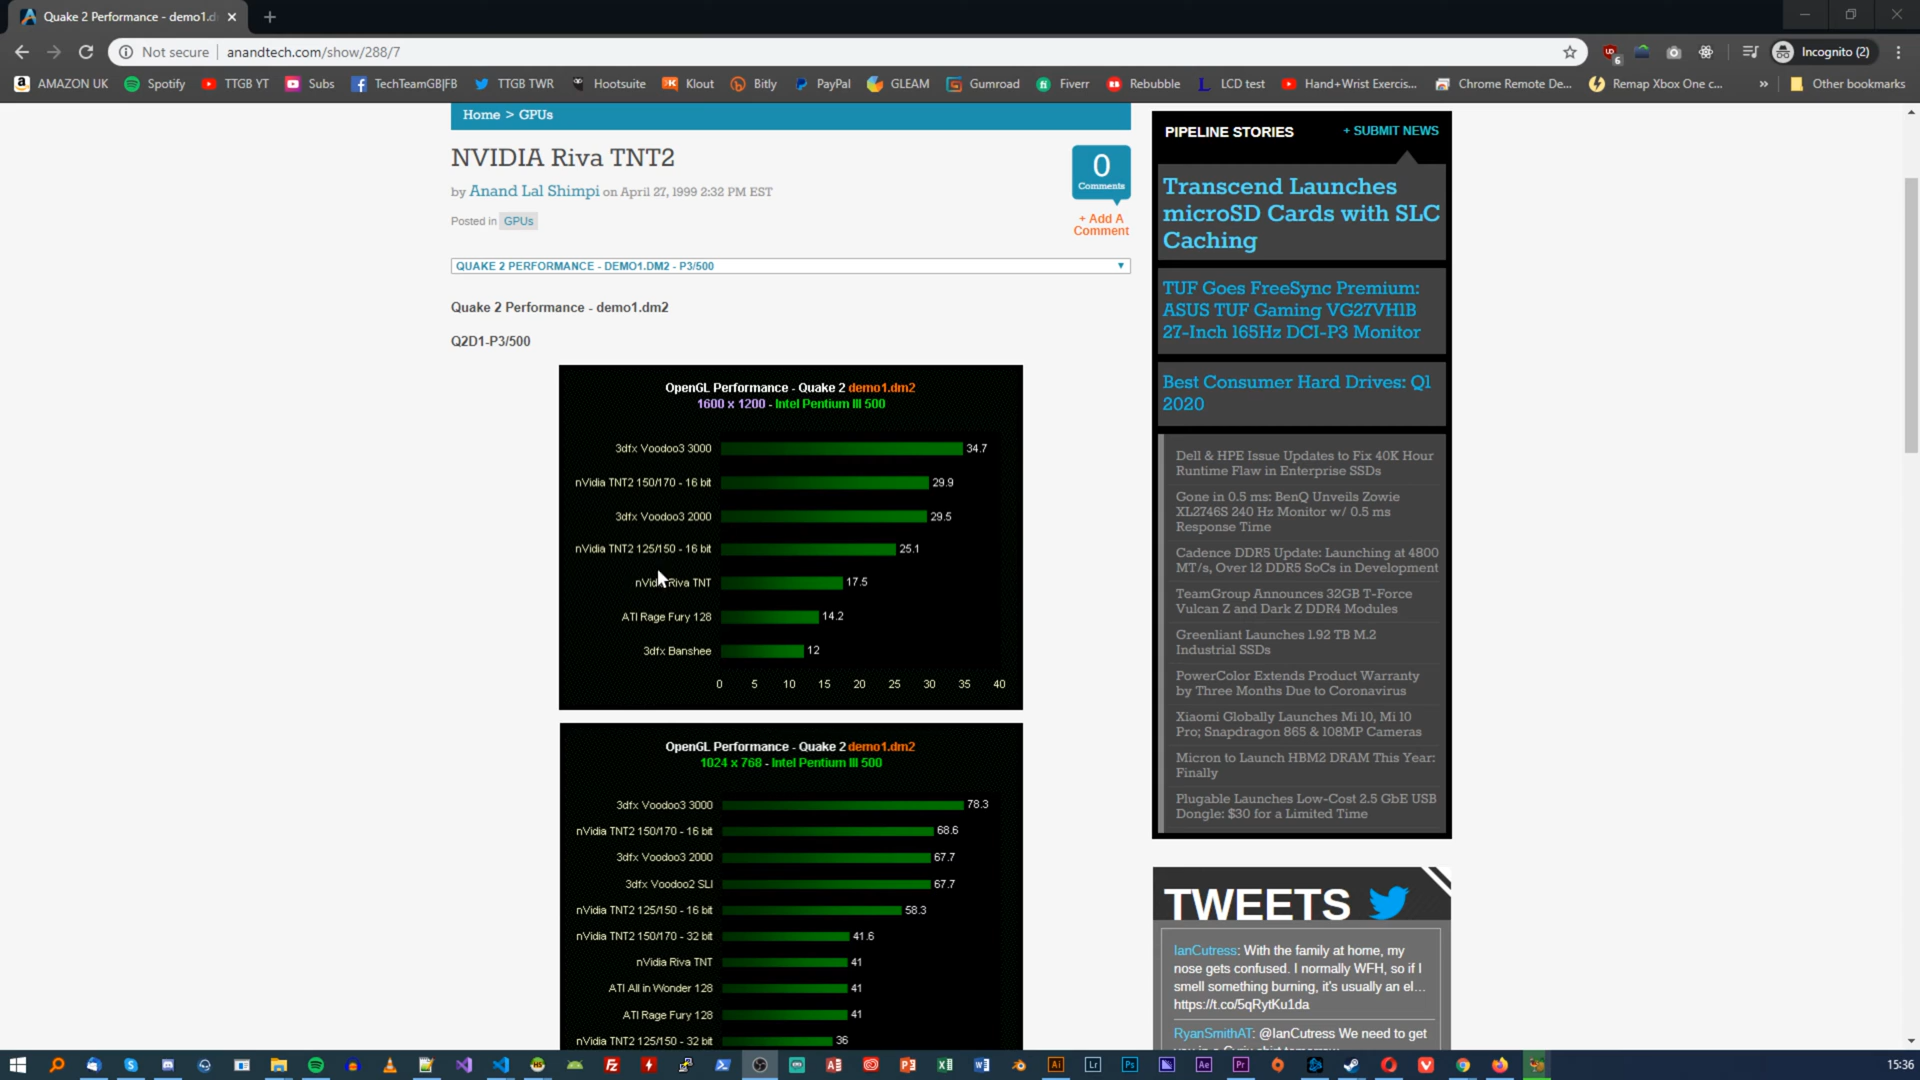 Quake 2 Performance - demo1.d
Not secure
anandtech.com/show/288/7
6
Incognito (2)
AMAZON UK
Spotify
TTGB YT
Subs
TechTeamGB|FB
TTGB TWR
Hootsuite
Klout
Bitly
PayPal
GLEAM
Gumroad
Fiverr
Rebubble
LCD test
Hand+Wrist Exercis...
Chrome Remote De...
Remap Xbox One c...
»
Other bookmarks
Home > GPUs
NVIDIA Riva TNT2
by Anand Lal Shimpi on April 27, 1999 2:32 PM EST
Posted in GPUs
0
Comments
+ Add A
Comment
QUAKE 2 PERFORMANCE - DEMO1.DM2 - P3/500
Quake 2 Performance - demo1.dm2
Q2D1-P3/500
OpenGL Performance - Quake 2 demo1.dm2
1600 x 1200 - Intel Pentium III 500
3dfx Voodoo3 3000 34.7
nVidia TNT2 150/170 - 16 bit 29.9
3dfx Voodoo3 2000 29.5
nVidia TNT2 125/150 - 16 bit 25.1
nVidia Riva TNT 17.5
ATI Rage Fury 128 14.2
3dfx Banshee 12
0 5 10 15 20 25 30 35 40
OpenGL Performance - Quake 2 demo1.dm2
1024 x 768 - Intel Pentium III 500
3dfx Voodoo3 3000 78.3
nVidia TNT2 150/170 - 16 bit 68.6
3dfx Voodoo3 2000 67.7
3dfx Voodoo2 SLI 67.7
nVidia TNT2 125/150 - 16 bit 58.3
nVidia TNT2 150/170 - 32 bit 41.6
nVidia Riva TNT 41
ATI All in Wonder 128 41
ATI Rage Fury 128 41
nVidia TNT2 125/150 - 32 bit 36
PIPELINE STORIES
+ SUBMIT NEWS
Transcend Launches
microSD Cards with SLC
Caching
TUF Goes FreeSync Premium:
ASUS TUF Gaming VG27VH1B
27-Inch 165Hz DCI-P3 Monitor
Best Consumer Hard Drives: Q1
2020
Dell & HPE Issue Updates to Fix 40K Hour
Runtime Flaw in Enterprise SSDs
Gone in 0.5 ms: BenQ Unveils Zowie
XL2746S 240 Hz Monitor w/ 0.5 ms
Response Time
Cadence DDR5 Update: Launching at 4800
MT/s, Over 12 DDR5 SoCs in Development
TeamGroup Announces 32GB T-Force
Vulcan Z and Dark Z DDR4 Modules
Greenliant Launches 1.92 TB M.2
Industrial SSDs
PowerColor Extends Product Warranty
by Three Months Due to Coronavirus
Xiaomi Globally Launches Mi 10, Mi 10
Pro; Snapdragon 865 & 108MP Cameras
Micron to Launch HBM2 DRAM This Year:
Finally
Plugable Launches Low-Cost 2.5 GbE USB
Dongle: $30 for a Limited Time
TWEETS
IanCutress: With the family at home, my
nose gets confused. I normally WFH, so if I
smell something burning, it's usually an el...
https://t.co/5qRytKu1da
RyanSmithAT: @IanCutress We need to get
15:36